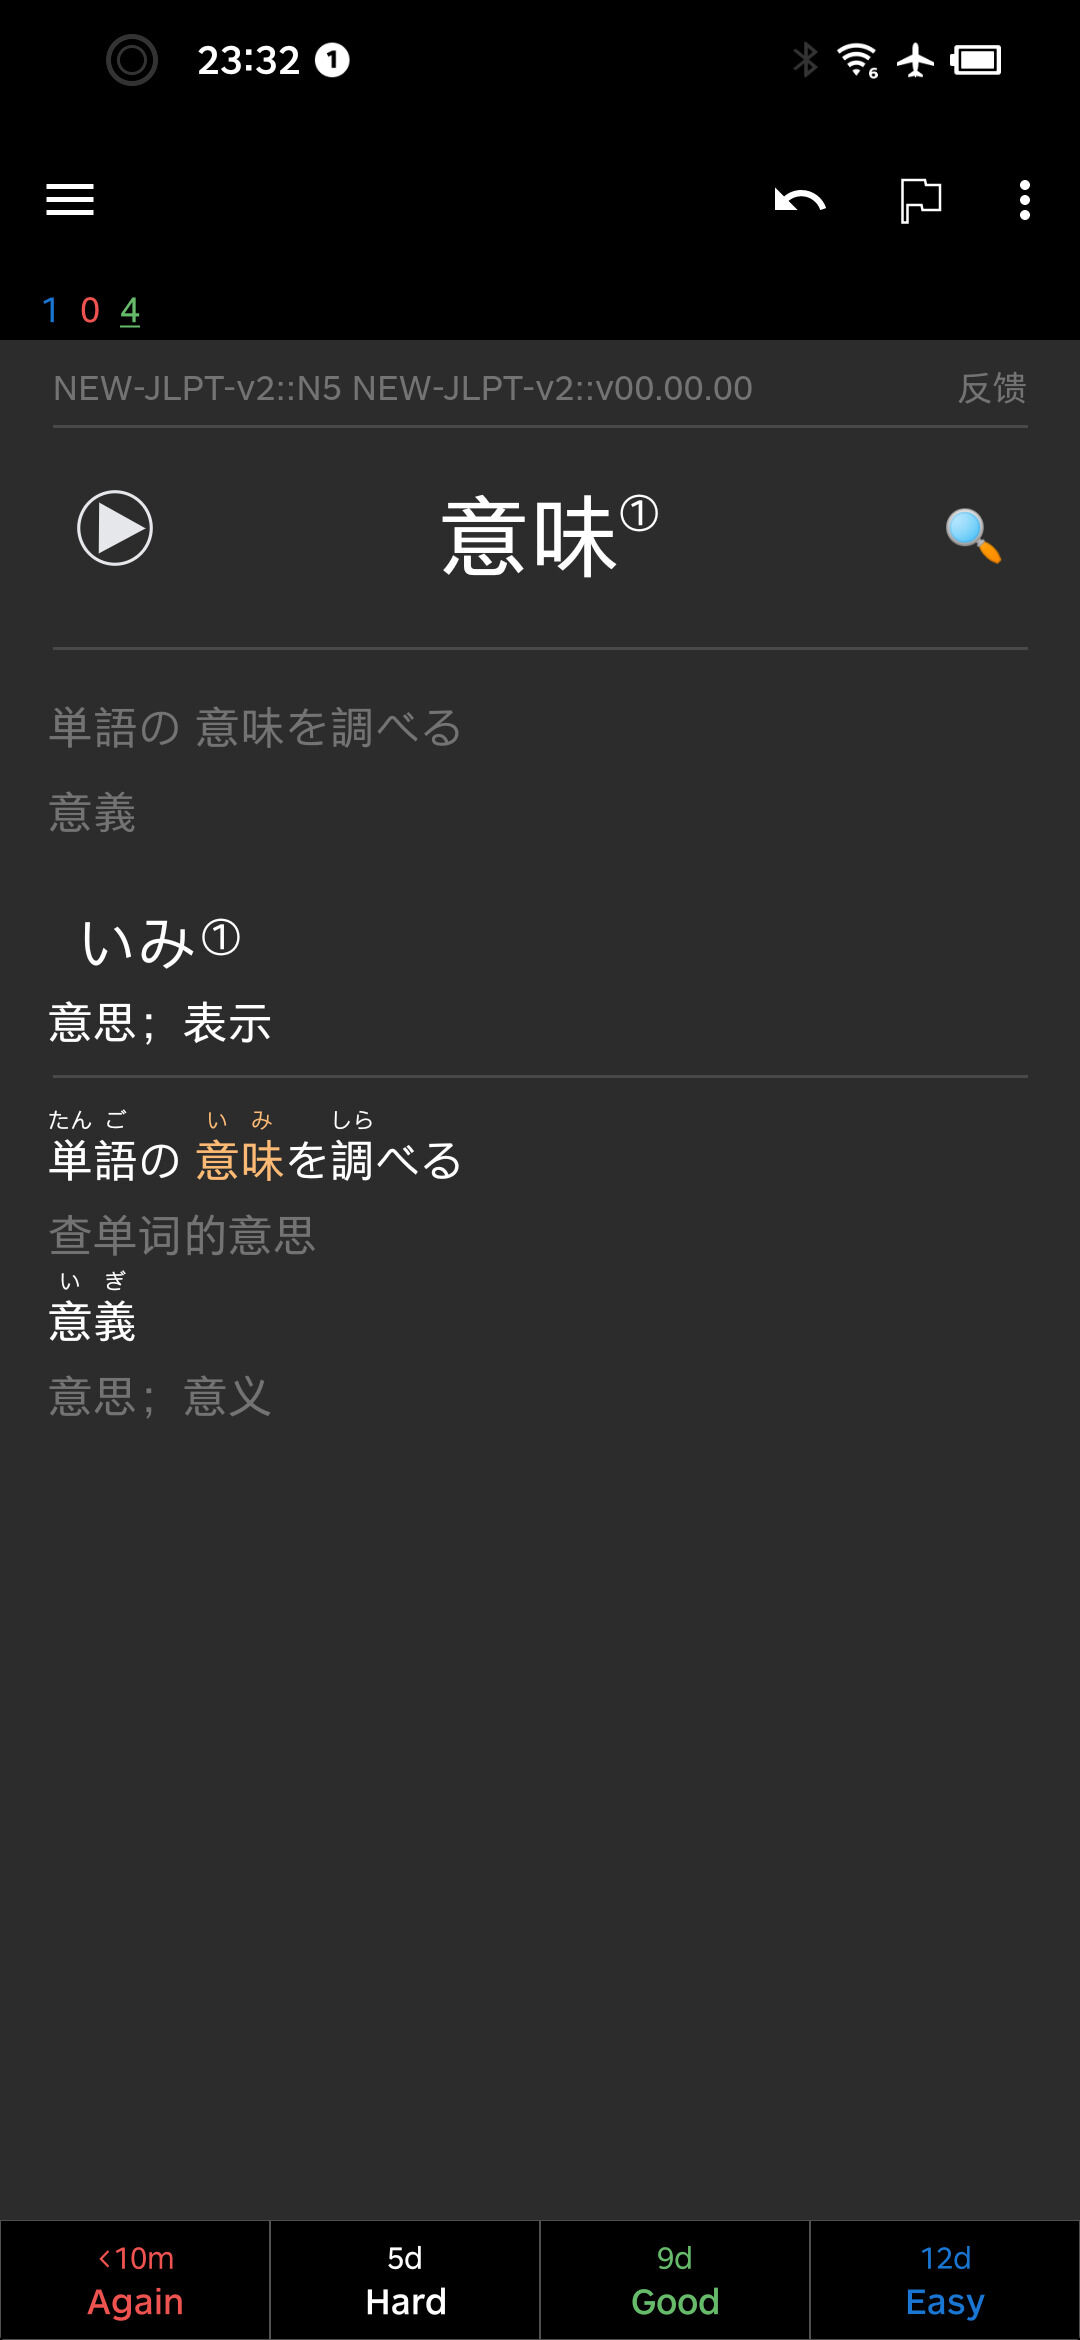 23:32 1
6
1 0 4
NEW-JLPT-v2::N5 NEW-JLPT-v2::v00.00.00 反馈
意味①
単語の 意味を調べる
意義
いみ①
意思；表示
たん ご い み しら
単語の 意味を調べる
查单词的意思
い ぎ
意義
意思；意义
<10m 5d 9d 12d
Again Hard Good Easy